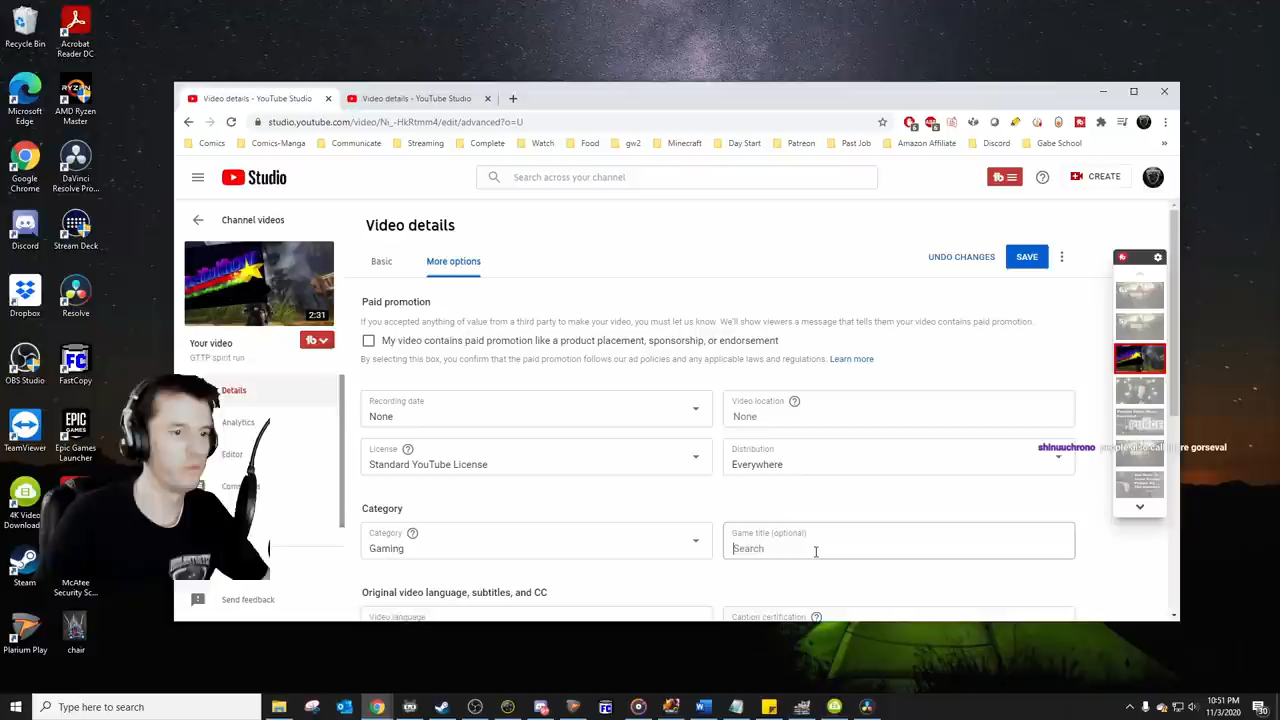 Recycle Bin
Acrobat Reader DC
Microsoft Edge
AMD Ryzen Master
Google Chrome
DaVinci Resolve Pro...
Discord
Stream Deck
Dropbox
Resolve
OBS Studio
FastCopy
TeamViewer
Epic Games Launcher
4K Video Downlo...
Steam
McAfee Security Sc...
Plarium Play
chair
Video details - YouTube Studio
Video details - YouTube Studio
Comics
Comics-Manga
Communicate
Streaming
Complete
Watch
Food
gw2
Minecraft
Day Start
Patreon
Past Job
Amazon Affiliate
Discord
Gabe School
Studio
Search across your channel
CREATE
Channel videos
2:31
Your video
Details
Analytics
Editor
Send feedback
Video details
Basic
More options
UNDO CHANGES
SAVE
Paid promotion
If you accepted anything of value from a third party to make your video, you must let us know. We'll show viewers a message that tells them your video contains paid promotion.
My video contains paid promotion like a product placement, sponsorship, or endorsement
By selecting this box, you confirm that the paid promotion follows our ad policies and any applicable laws and regulations. Learn more
Recording date
None
Video location
None
License
Standard YouTube License
Distribution
Everywhere
shinuuchrono
gorseval
Category
Category
Gaming
Game title (optional)
Search
Original video language, subtitles, and CC
Video language
Caption certification
Type here to search
10:51 PM
11/3/2020
30